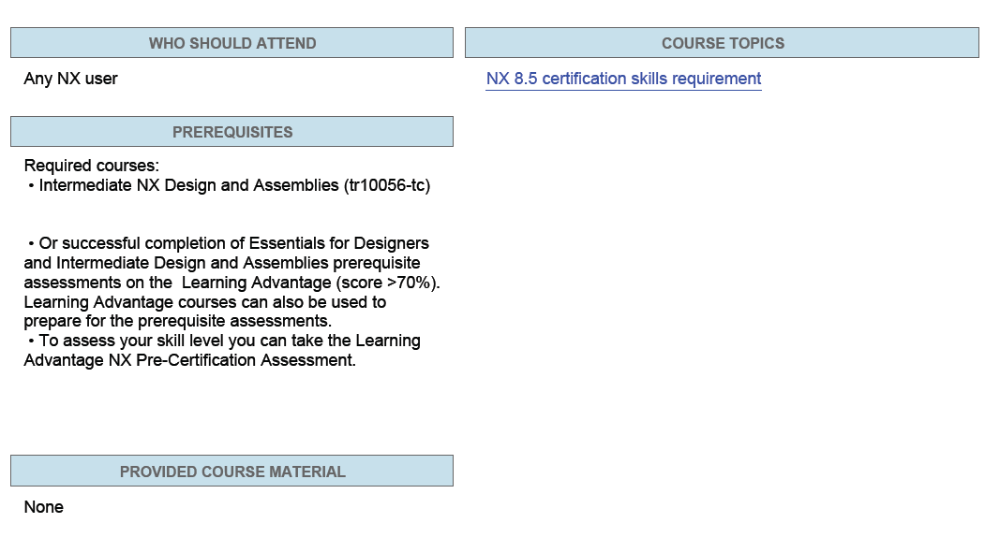 WHO SHOULD ATTEND
Any NX user
PREREQUISITES
Required courses:
• Intermediate NX Design and Assemblies (tr10056-tc)
• Or successful completion of Essentials for Designers
and Intermediate Design and Assemblies prerequisite
assessments on the  Learning Advantage (score >70%).
Learning Advantage courses can also be used to
prepare for the prerequisite assessments.
• To assess your skill level you can take the Learning
Advantage NX Pre-Certification Assessment.
PROVIDED COURSE MATERIAL
None
COURSE TOPICS
NX 8.5 certification skills requirement